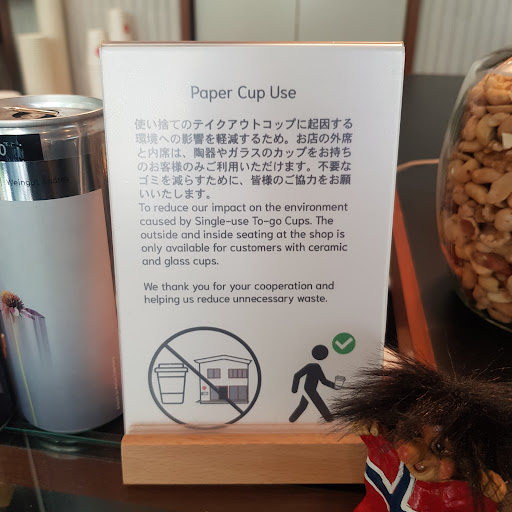 Paper Cup Use
使い捨てのテイクアウトコップに起因する
環境への影響を軽減するため。お店の外席
と内席は、陶器やガラスのカップをお持ち
のお客様のみご利用いただけます。不要な
ゴミを減らすために、皆様のご協力をお願
いいたします。
To reduce our impact on the environment
caused by Single-use To-go Cups. The
outside and inside seating at the shop is
only available for customers with ceramic
and glass cups.
We thank you for your cooperation and
helping us reduce unnecessary waste.